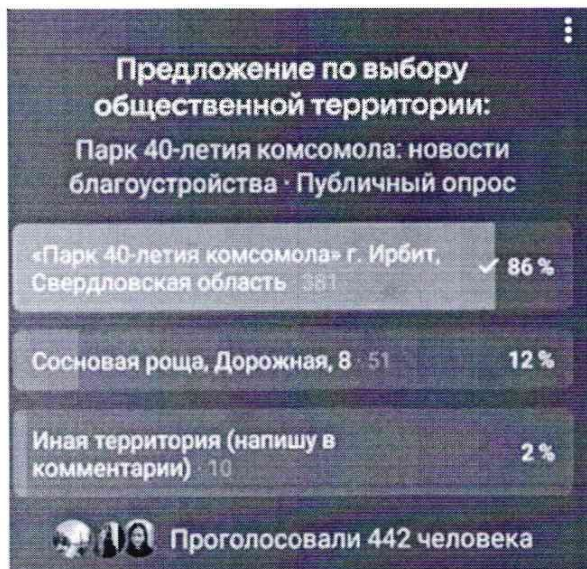 Предложение по выбору
общественной территории:
Парк 40-летия комсомола: новости
благоустройства · Публичный опрос
«Парк 40-летия комсомола» г. Ирбит,
Свердловская область · 381
86 %
Сосновая роща, Дорожная, 8 · 51
12 %
Иная территория (напишу в
комментарии) · 10
2 %
Проголосовали 442 человека